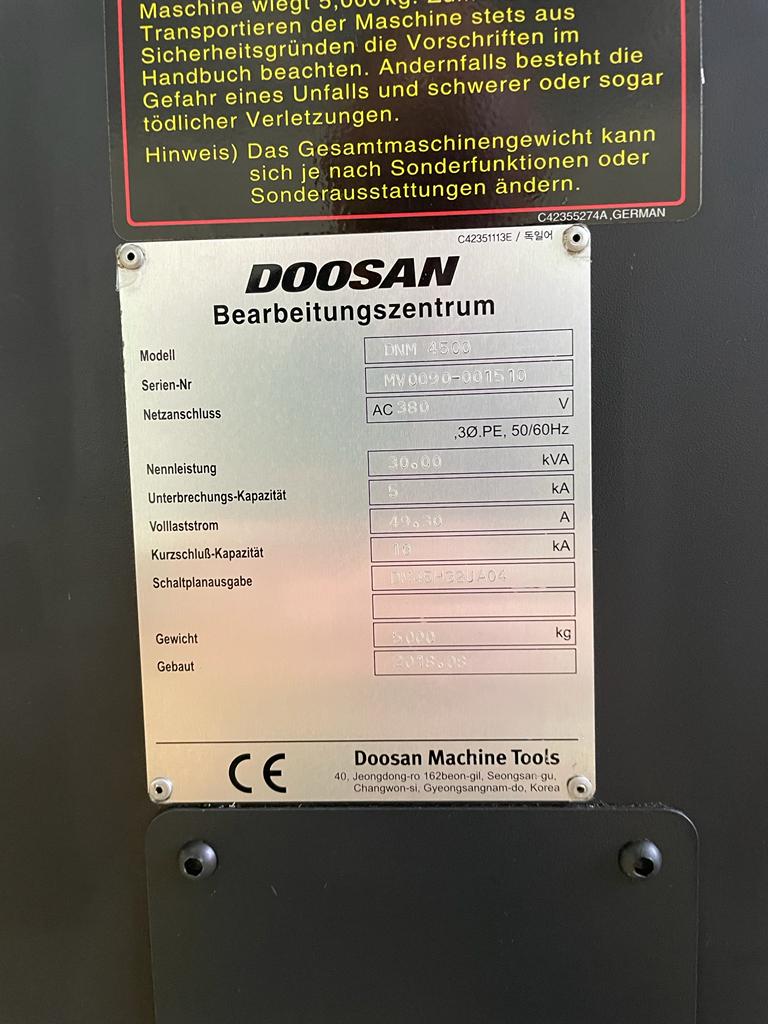 Maschine wiegt 5,000kg.
Transportieren der Maschine stets aus
Sicherheitsgründen die Vorschriften im
Handbuch beachten. Andernfalls besteht die
Gefahr eines Unfalls und schwerer oder sogar
tödlicher Verletzungen.
Hinweis) Das Gesamtmaschinengewicht kann
sich je nach Sonderfunktionen oder
Sonderausstattungen ändern.
C42355274A,GERMAN
C42351113E / 독일어
DOOSAN
Bearbeitungszentrum
Modell DNM 4500
Serien-Nr MV0090-001510
Netzanschluss AC 380 V
,3Ø.PE, 50/60Hz
Nennleistung 30.00 kVA
Unterbrechungs-Kapazität 5 kA
Volllaststrom 49.30 A
Kurzschluß-Kapazität 10 kA
Schaltplanausgabe
Gewicht 5000 kg
Gebaut 2018.08
CE
Doosan Machine Tools
40, Jeongdong-ro 162beon-gil, Seongsan-gu,
Changwon-si, Gyeongsangnam-do, Korea